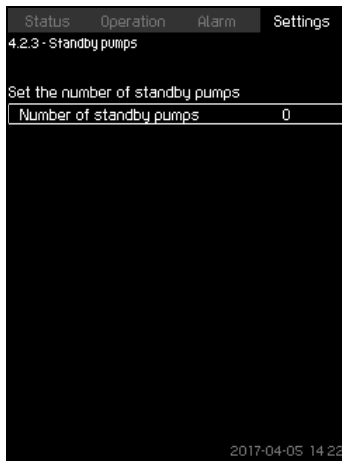 Status Operation Alarm Settings
4.2.3 - Standby pumps
Set the number of standby pumps
Number of standby pumps 0
2017-04-05 14:22